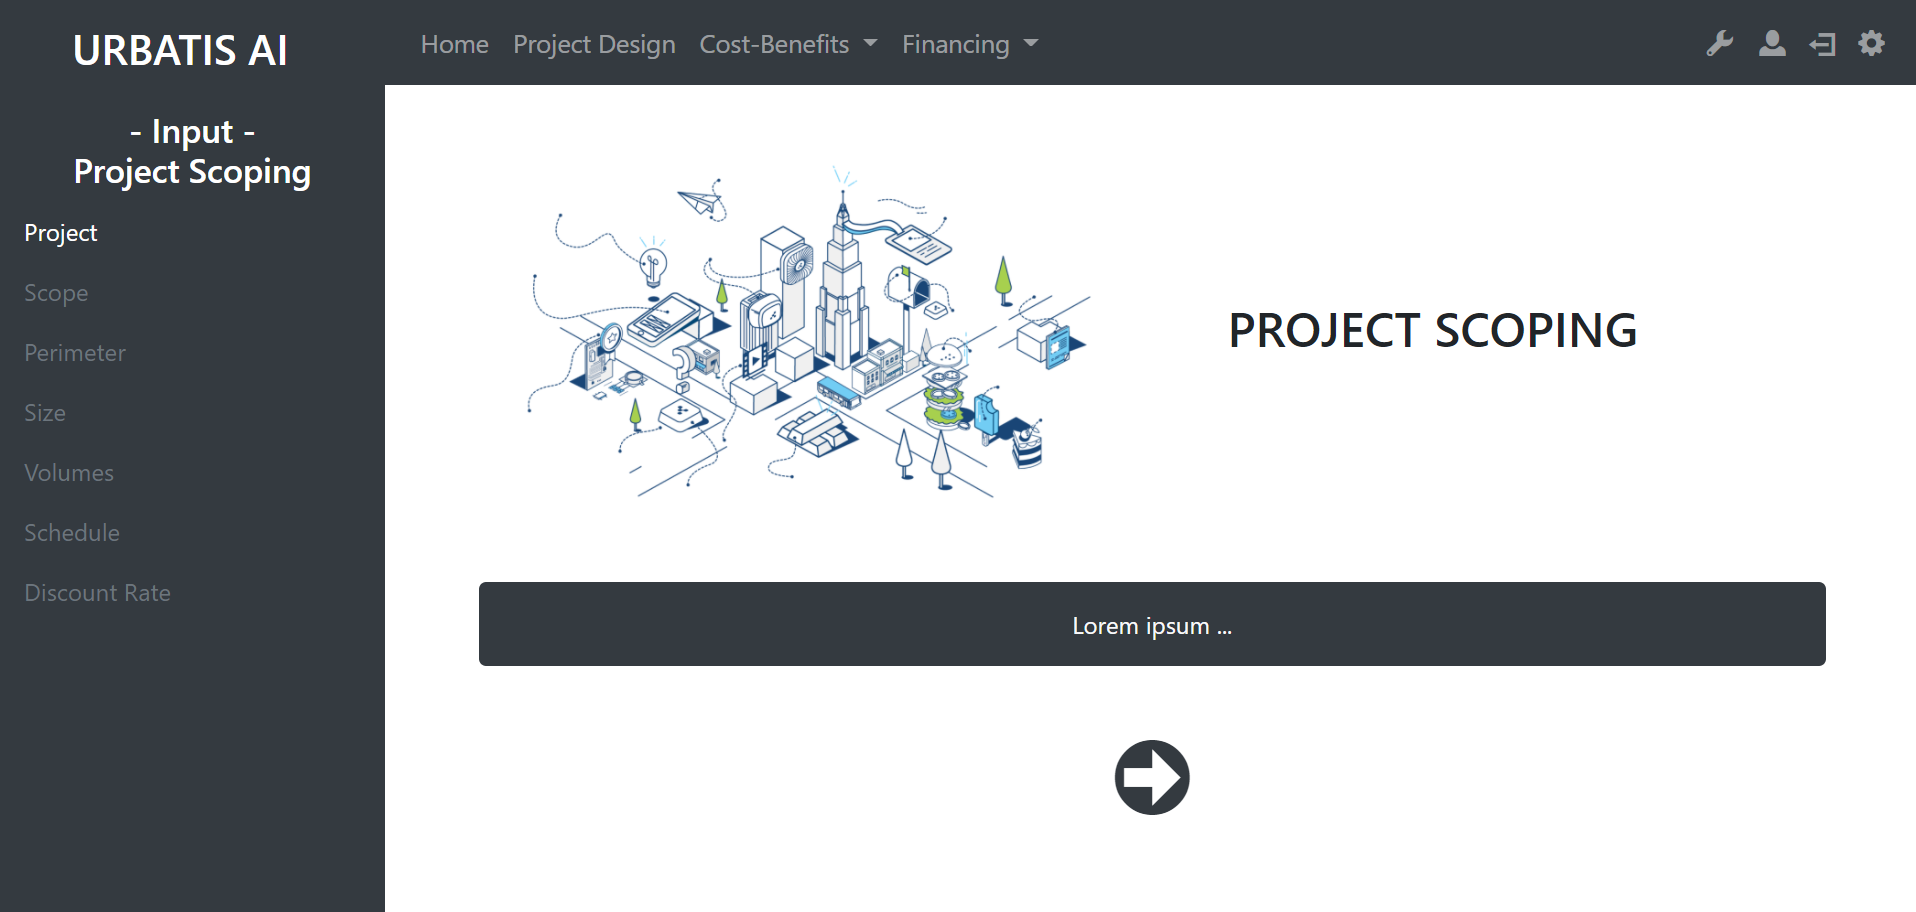 URBATIS AI
Home Project Design Cost-Benefits Financing
- Input -
Project Scoping
Project
Scope
Perimeter
Size
Volumes
Schedule
Discount Rate
PROJECT SCOPING
Lorem ipsum ...